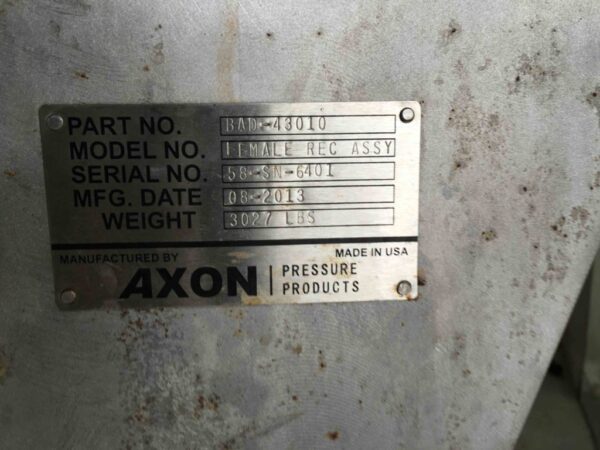 PART NO. BAD-43010
MODEL NO. FEMALE REC ASSY
SERIAL NO. 58-SN-6401
MFG. DATE 08-2013
WEIGHT 3027 LBS
MANUFACTURED BY MADE IN USA
AXON PRESSURE
PRODUCTS